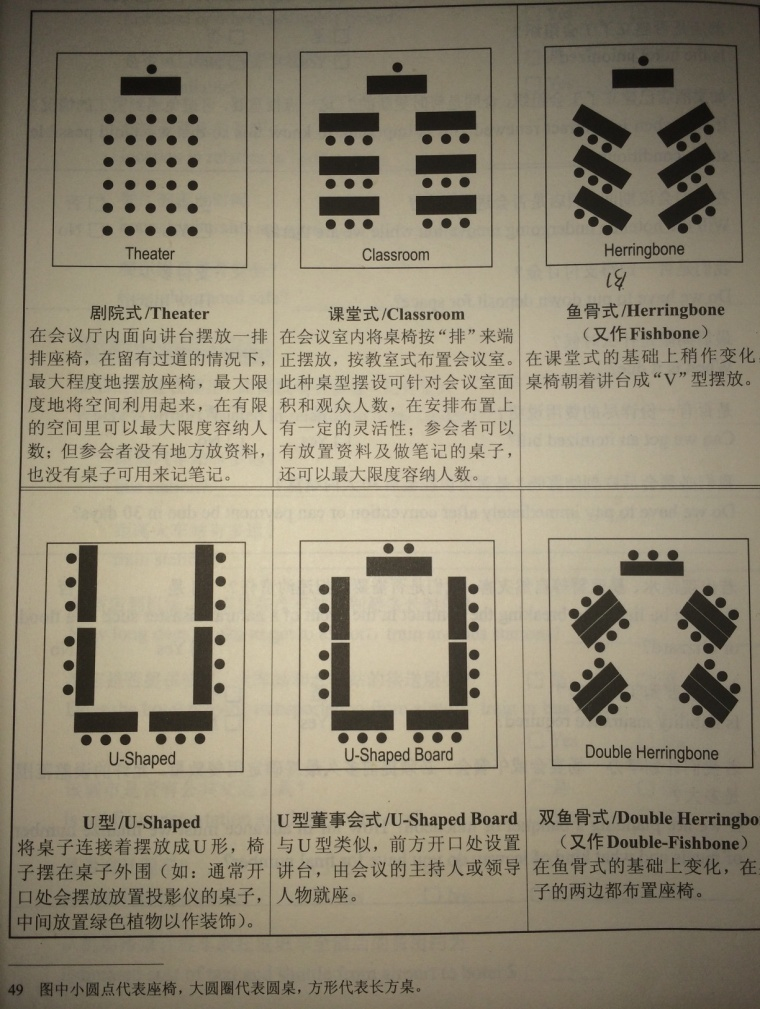 Theater
Classroom
Herringbone
剧院式/Theater
在会议厅内面向讲台摆放一排
排座椅，在留有过道的情况下，
最大程度地摆放座椅，最大限
度地将空间利用起来，在有限
的空间里可以最大限度容纳人
数；但参会者没有地方放资料，
也没有桌子可用来记笔记。
课堂式/Classroom
在会议室内将桌椅按“排”来端
正摆放，按教室式布置会议室。
此种桌型摆设可针对会议室面
积和观众人数，在安排布置上
有一定的灵活性；参会者可以
有放置资料及做笔记的桌子，
还可以最大限度容纳人数。
鱼骨式/Herringbone
（又作Fishbone）
在课堂式的基础上稍作变化，
桌椅朝着讲台成“V”型摆放。
U-Shaped
U-Shaped Board
Double Herringbone
U型/U-Shaped
将桌子连接着摆放成U形，椅
子摆在桌子外围（如：通常开
口处会摆放放置投影仪的桌子，
中间放置绿色植物以作装饰）。
U型董事会式/U-Shaped Board
与U型类似，前方开口处设置
讲台，由会议的主持人或领导
人物就座。
双鱼骨式/Double Herringbo
（又作Double-Fishbone）
在鱼骨式的基础上变化，在
子的两边都布置座椅。
49 图中小圆点代表座椅，大圆圈代表圆桌，方形代表长方桌。